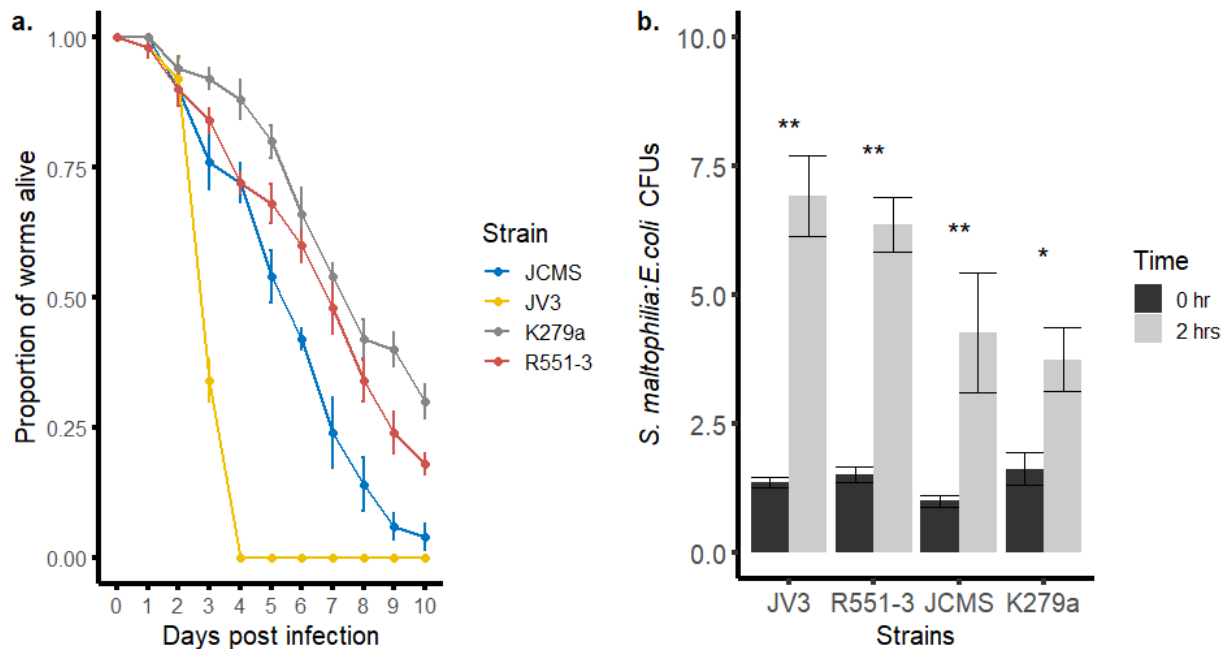 a.
1.00
0.75
0.50
0.25
0.00
Proportion of worms alive
0 1 2 3 4 5 6 7 8 9 10
Days post infection
Strain
JCMS
JV3
K279a
R551-3
b.
10.0
7.5
5.0
2.5
0.0
S. maltophilia:E.coli CFUs
**
**
**
*
JV3 R551-3 JCMS K279a
Strains
Time
0 hr
2 hrs